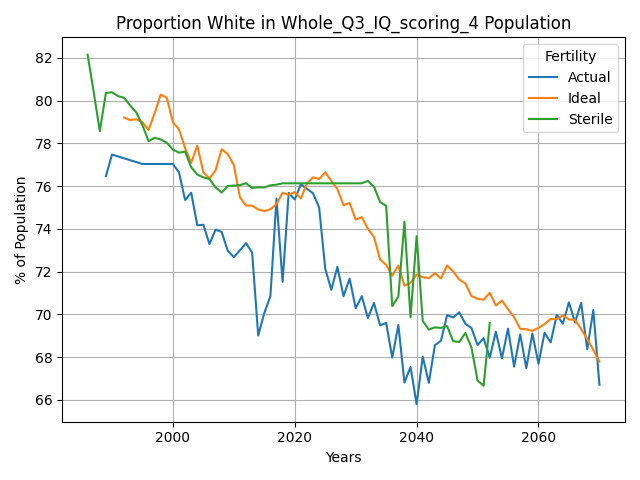 Proportion White in Whole_Q3_IQ_scoring_4 Population
Fertility
Actual
Ideal
Sterile
82
80
78
76
74
72
70
68
66
% of Population
2000
2020
2040
2060
Years